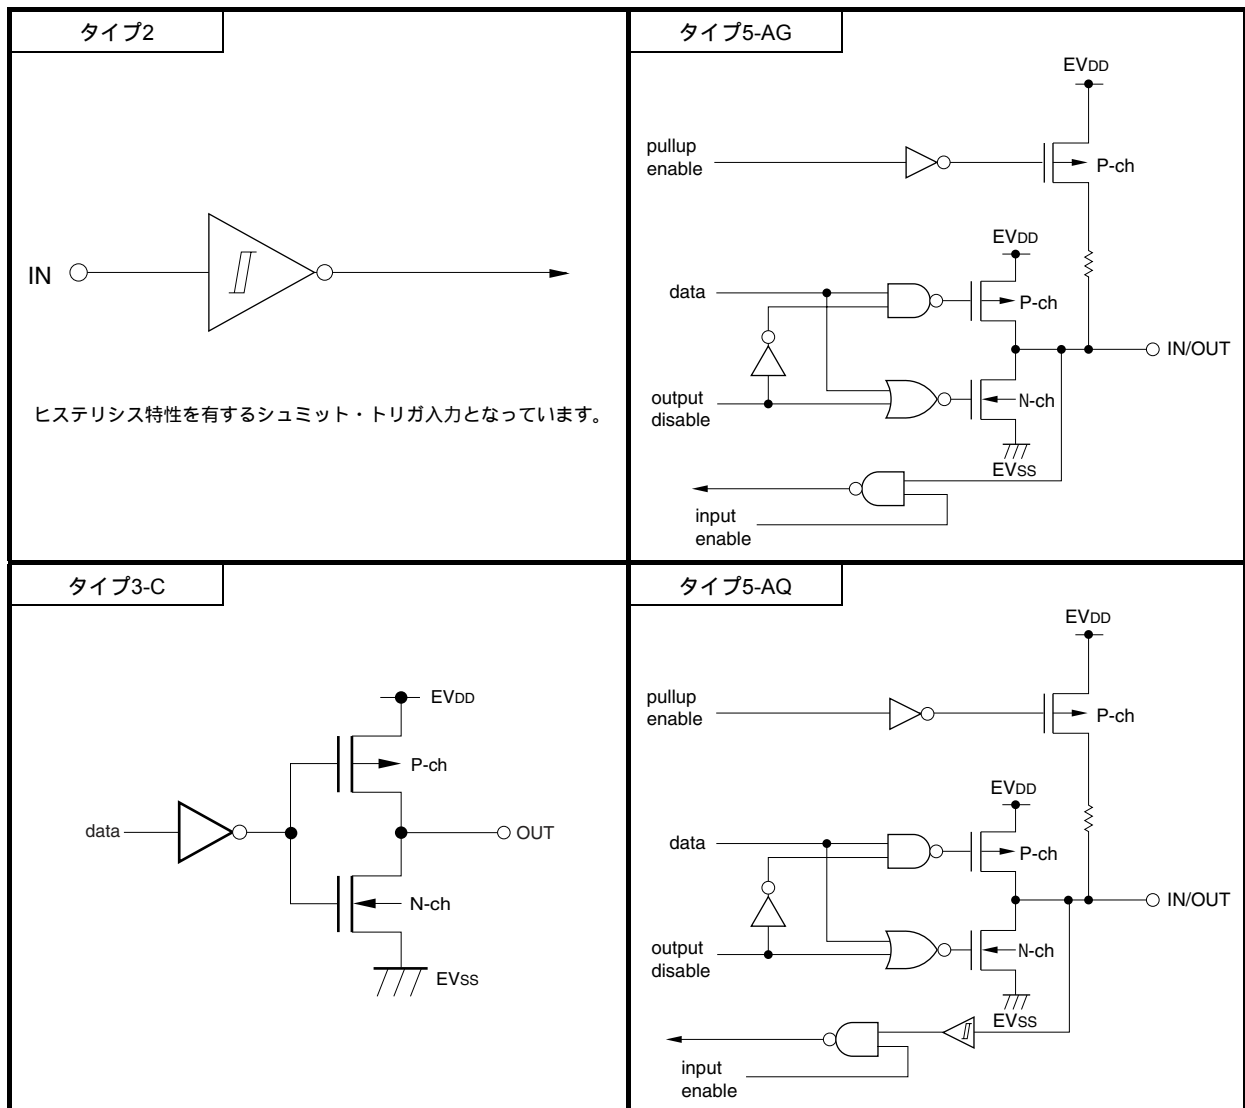 タイプ2
IN
ヒステリシス特性を有するシュミット・トリガ入力となっています。
タイプ5-AG
EVDD
pullup
enable
P-ch
EVDD
data
P-ch
IN/OUT
output
disable
N-ch
EVSS
input
enable
タイプ3-C
EVDD
P-ch
data
OUT
N-ch
EVSS
タイプ5-AQ
EVDD
pullup
enable
P-ch
EVDD
data
P-ch
IN/OUT
output
disable
N-ch
EVSS
input
enable